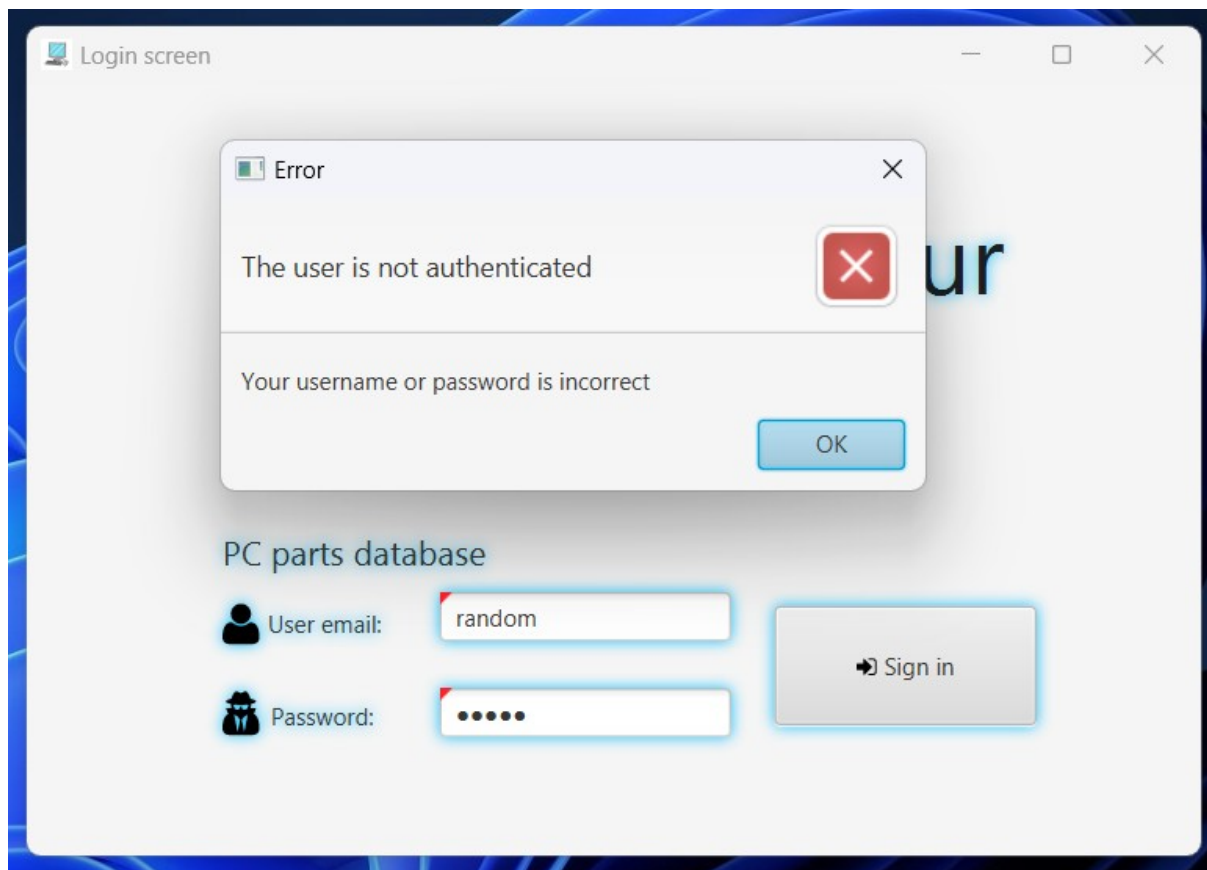 Login screen
Error
The user is not authenticated
Your username or password is incorrect
OK
PC parts database
User email:
random
Sign in
Password: